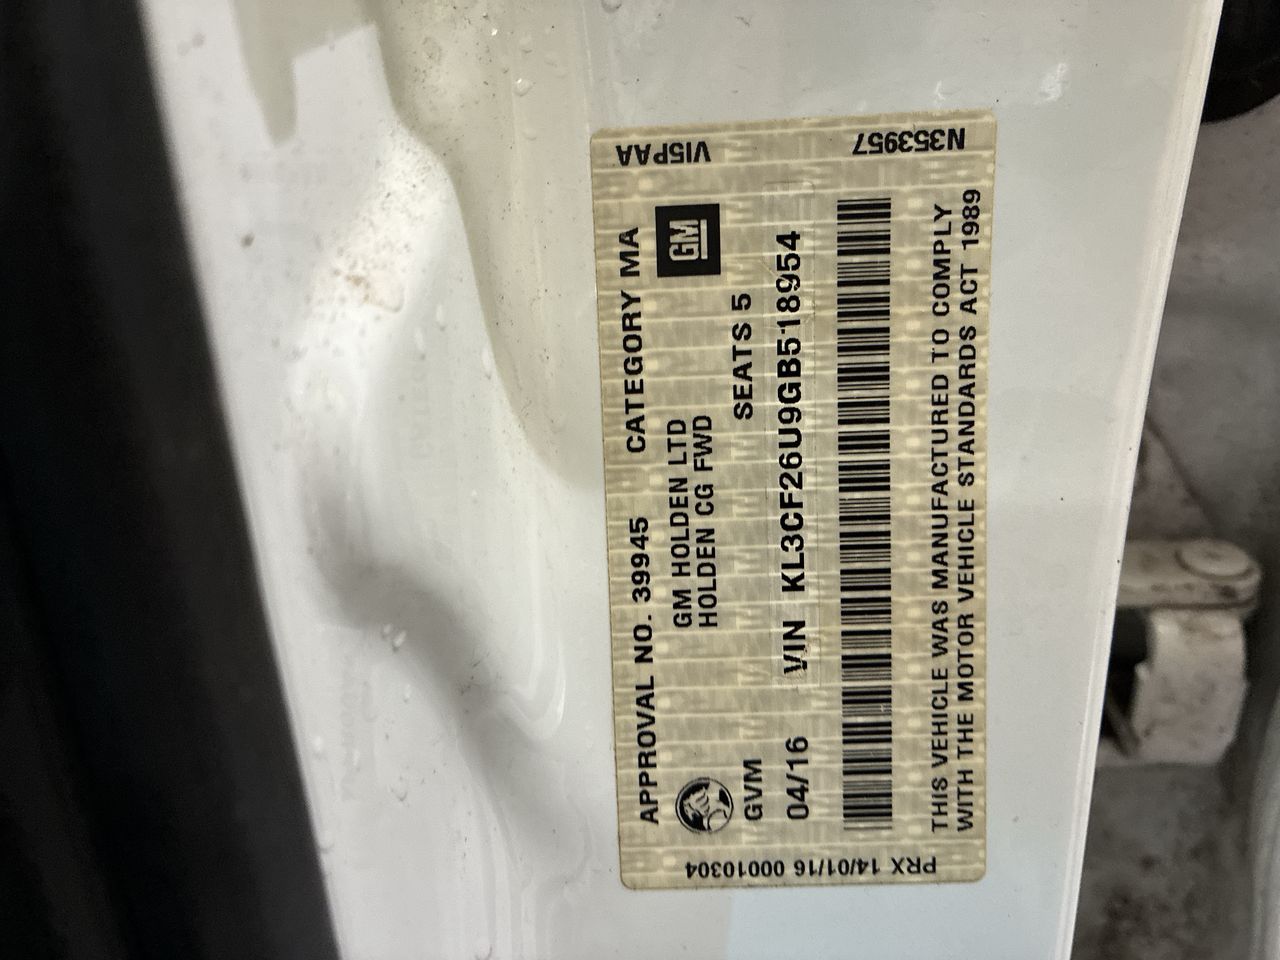 APPROVAL NO. 39945 CATEGORY MA
GM HOLDEN LTD
HOLDEN CG FWD
GM
GVM SEATS 5
04/16 VIN KL3CF26U9GB518954
THIS VEHICLE WAS MANUFACTURED TO COMPLY
WITH THE MOTOR VEHICLE STANDARDS ACT 1989
PRX 14/01/16 00010304
VI5PAA
N353957